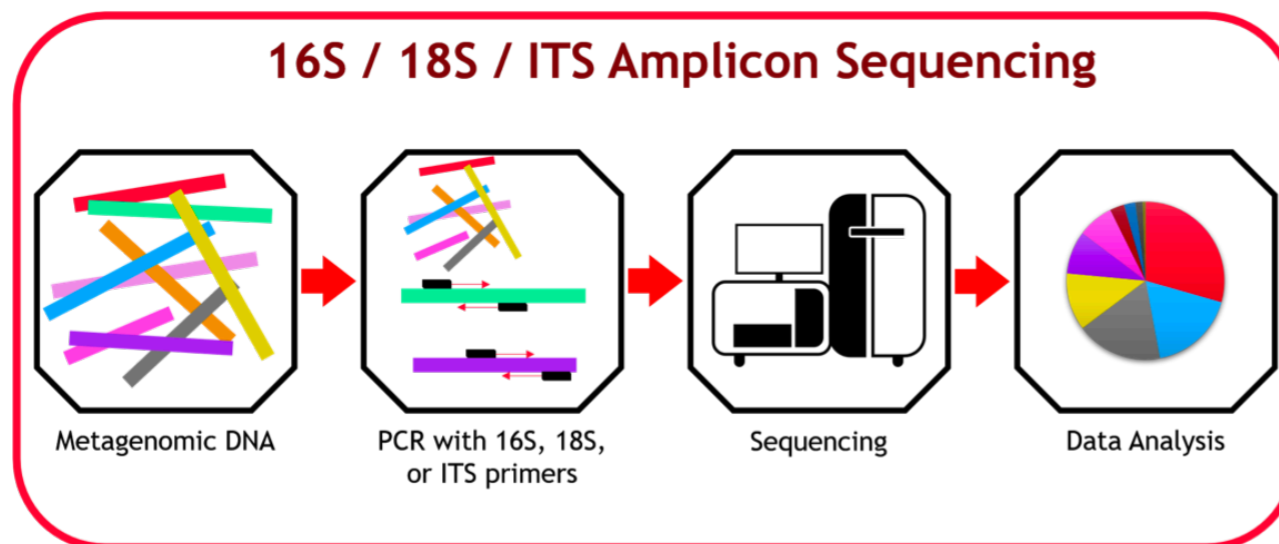 16S / 18S / ITS Amplicon Sequencing
Metagenomic DNA
PCR with 16S, 18S,
or ITS primers
Sequencing
Data Analysis